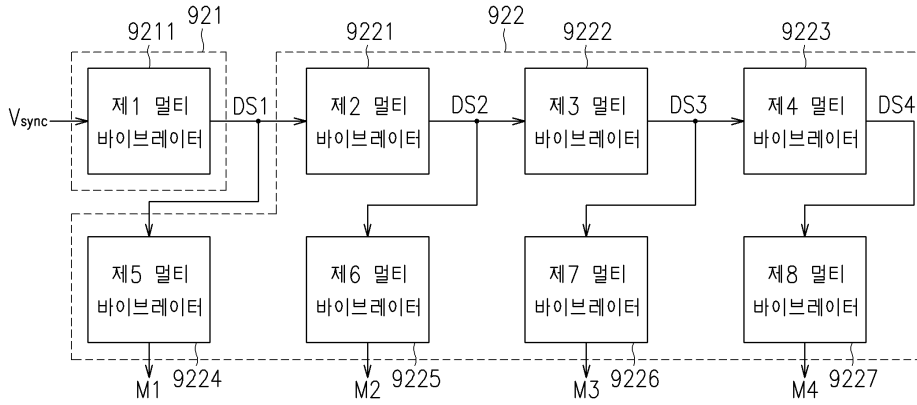 921
922
9211
9221
9222
9223
Vsync
제1 멀티
바이브레이터
DS1
제2 멀티
바이브레이터
DS2
제3 멀티
바이브레이터
DS3
제4 멀티
바이브레이터
DS4
제5 멀티
바이브레이터
제6 멀티
바이브레이터
제7 멀티
바이브레이터
제8 멀티
바이브레이터
M1
9224
M2
9225
M3
9226
M4
9227